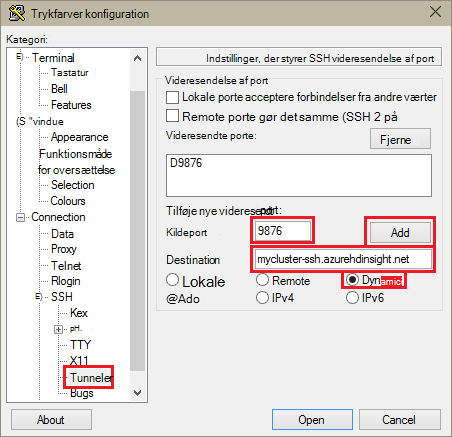 Trykfarver konfiguration
Kategori:
Terminal
Tastatur
Bell
Features
(S "vindue
Appearance
Funktionsmåde
for oversættelse
Selection
Colours
Connection
Data
Proxy
Telnet
Rlogin
SSH
Kex
pH.
TTY
X11
Tunneler
Bugs
Indstillinger, der styrer SSH videresendelse af port
Videresendelse af port
Lokale porte acceptere forbindelser fra andre værter
Remote porte gør det samme (SSH 2 på
Videresendte porte:
Fjerne
D9876
Tilføje nye videresend port:
Kildeport
9876
Add
Destination
mycluster-ssh.azurehdinsight.net
Lokale
Remote
Dynamic
@Ado
IPv4
IPv6
About
Open
Cancel